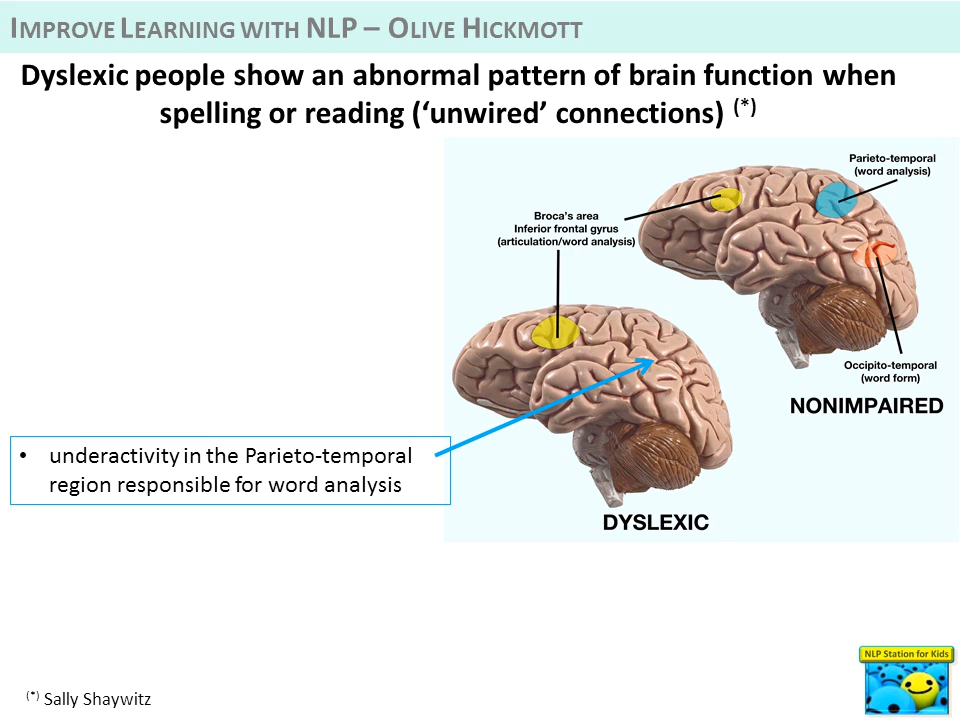 IMPROVE LEARNING WITH NLP – OLIVE HICKMOTT
Dyslexic people show an abnormal pattern of brain function when
spelling or reading (‘unwired’ connections) (*)
Parieto-temporal
(word analysis)
Broca's area
Inferior frontal gyrus
(articulation/word analysis)
Occipito-temporal
(word form)
NONIMPAIRED
• underactivity in the Parieto-temporal
region responsible for word analysis
DYSLEXIC
NLP Station for Kids
(*) Sally Shaywitz